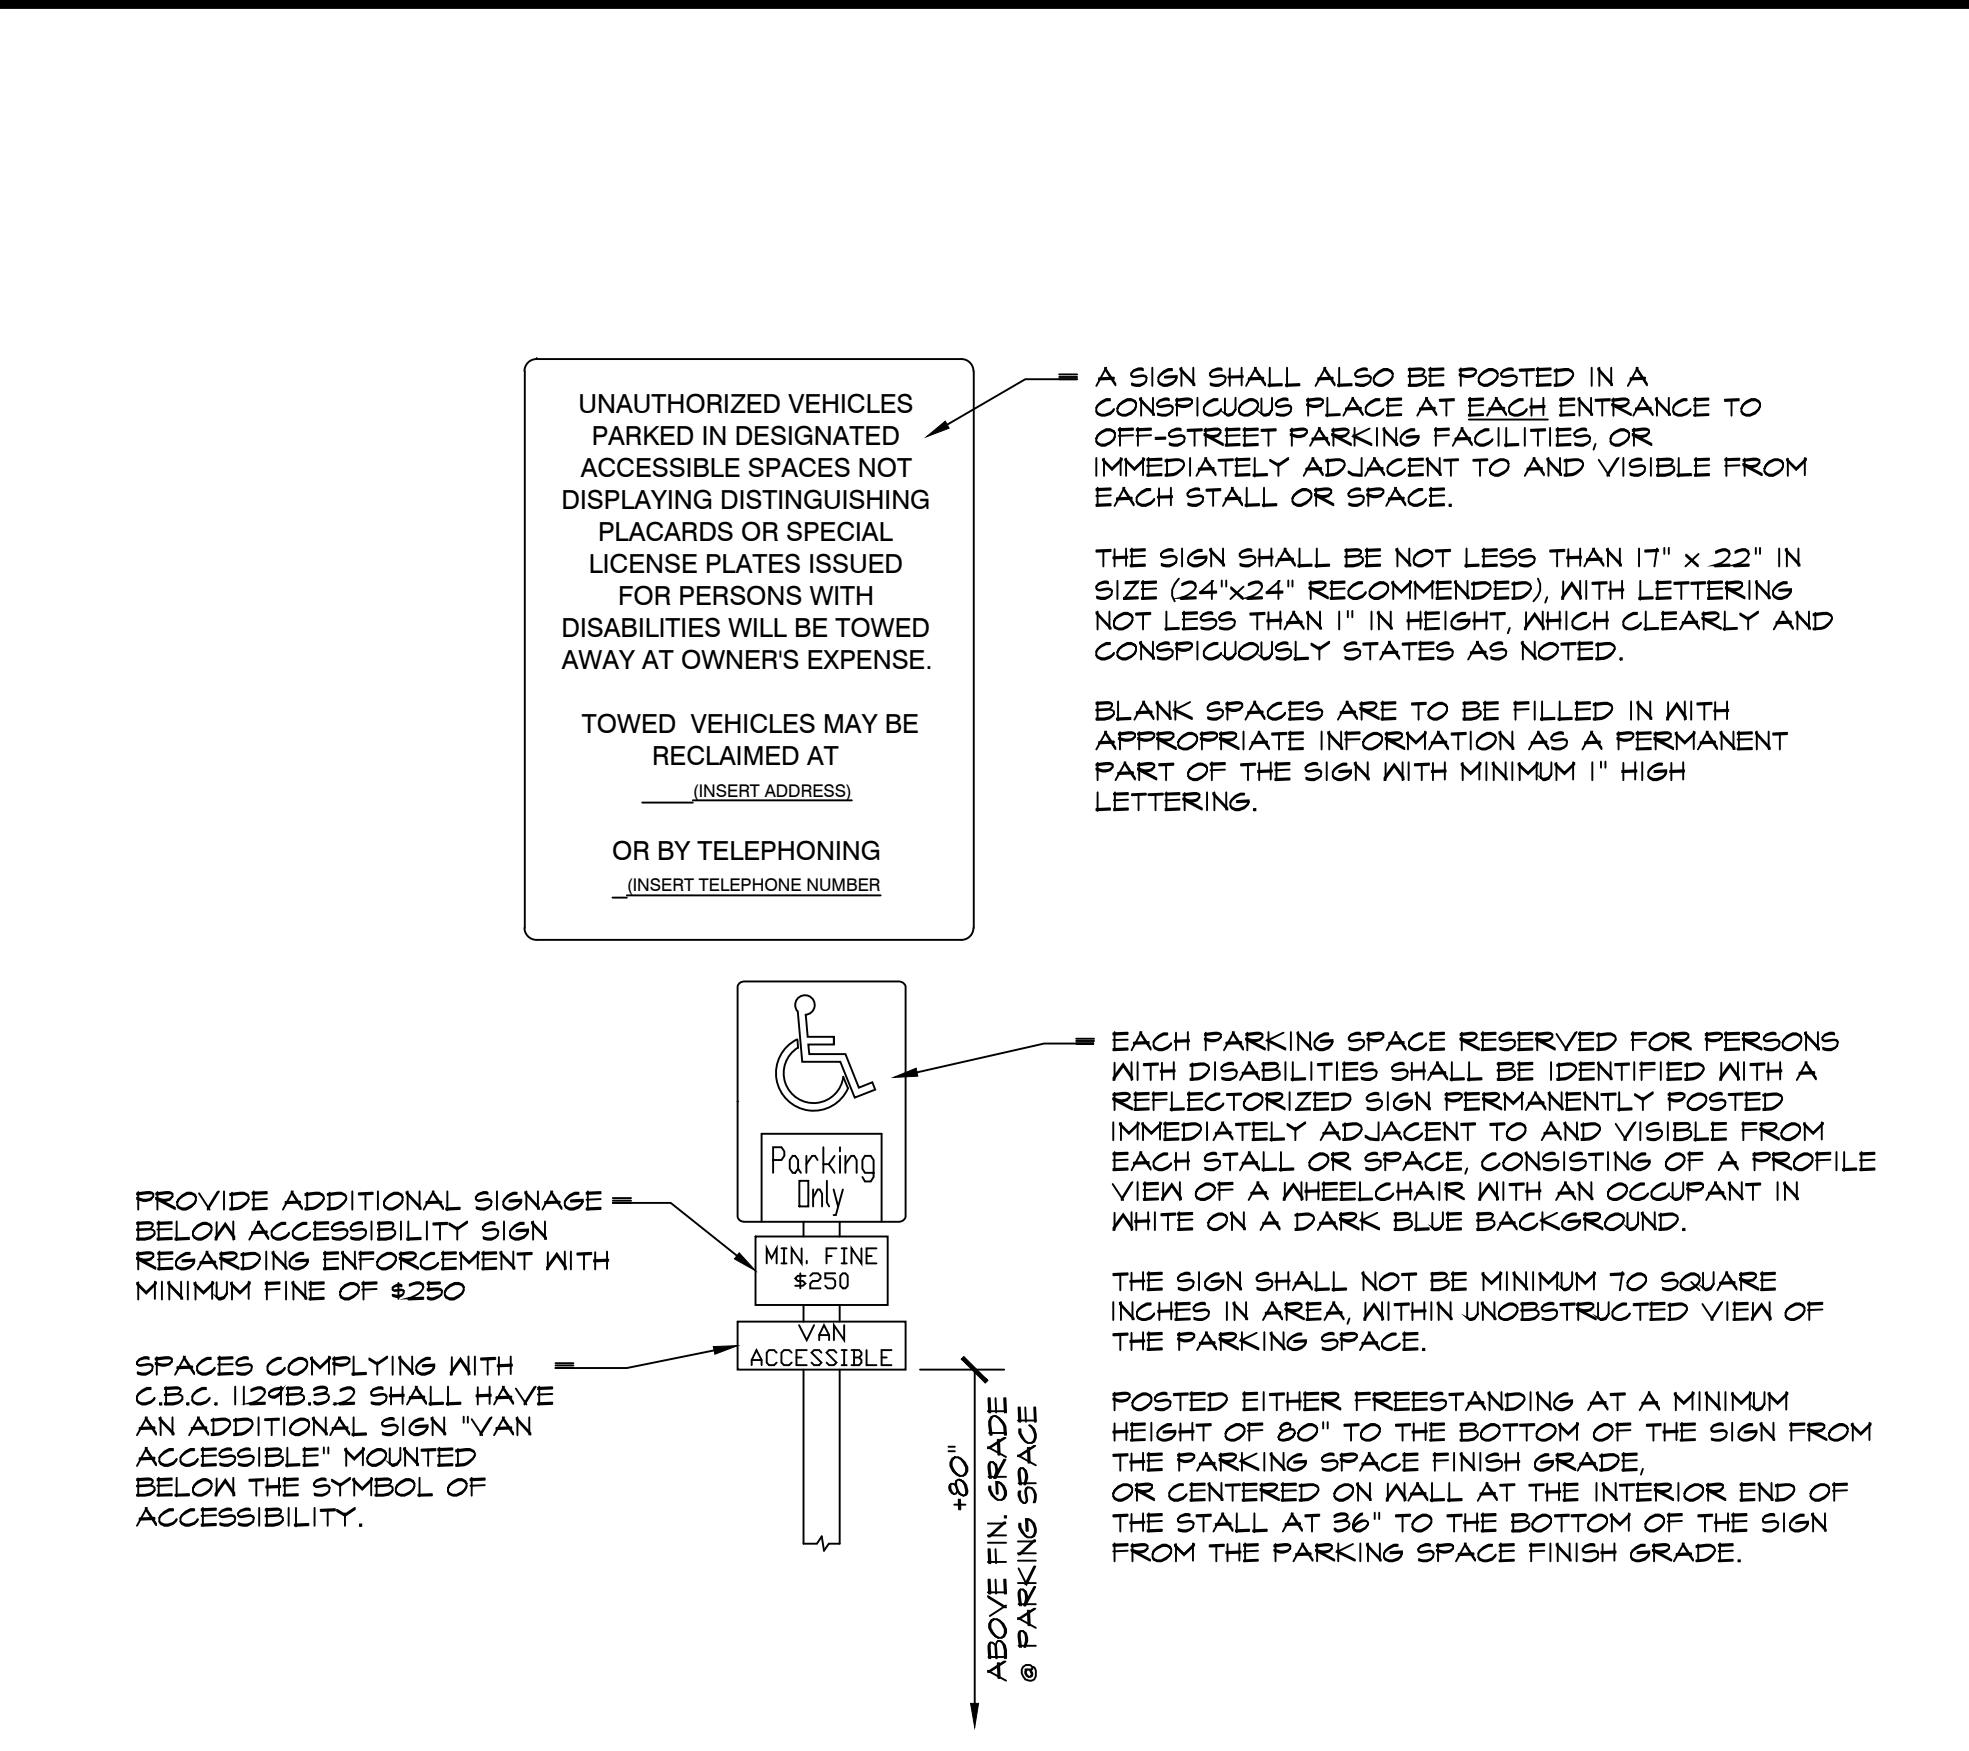 UNAUTHORIZED VEHICLES
PARKED IN DESIGNATED
ACCESSIBLE SPACES NOT
DISPLAYING DISTINGUISHING
PLACARDS OR SPECIAL
LICENSE PLATES ISSUED
FOR PERSONS WITH
DISABILITIES WILL BE TOWED
AWAY AT OWNER'S EXPENSE.
TOWED VEHICLES MAY BE
RECLAIMED AT
(INSERT ADDRESS)
OR BY TELEPHONING
(INSERT TELEPHONE NUMBER
A SIGN SHALL ALSO BE POSTED IN A
CONSPICUOUS PLACE AT EACH ENTRANCE TO
OFF-STREET PARKING FACILITIES, OR
IMMEDIATELY ADJACENT TO AND VISIBLE FROM
EACH STALL OR SPACE.
THE SIGN SHALL BE NOT LESS THAN 17" x 22" IN
SIZE (24"x24" RECOMMENDED), WITH LETTERING
NOT LESS THAN 1" IN HEIGHT, WHICH CLEARLY AND
CONSPICUOUSLY STATES AS NOTED.
BLANK SPACES ARE TO BE FILLED IN WITH
APPROPRIATE INFORMATION AS A PERMANENT
PART OF THE SIGN WITH MINIMUM 1" HIGH
LETTERING.
Parking
Only
MIN. FINE
$250
VAN
ACCESSIBLE
PROVIDE ADDITIONAL SIGNAGE
BELOW ACCESSIBILITY SIGN
REGARDING ENFORCEMENT WITH
MINIMUM FINE OF $250
SPACES COMPLYING WITH
C.B.C. 1129B.3.2 SHALL HAVE
AN ADDITIONAL SIGN "VAN
ACCESSIBLE" MOUNTED
BELOW THE SYMBOL OF
ACCESSIBILITY.
+80"
ABOVE FIN. GRADE
@ PARKING SPACE
EACH PARKING SPACE RESERVED FOR PERSONS
WITH DISABILITIES SHALL BE IDENTIFIED WITH A
REFLECTORIZED SIGN PERMANENTLY POSTED
IMMEDIATELY ADJACENT TO AND VISIBLE FROM
EACH STALL OR SPACE, CONSISTING OF A PROFILE
VIEW OF A WHEELCHAIR WITH AN OCCUPANT IN
WHITE ON A DARK BLUE BACKGROUND.
THE SIGN SHALL NOT BE MINIMUM 70 SQUARE
INCHES IN AREA, WITHIN UNOBSTRUCTED VIEW OF
THE PARKING SPACE.
POSTED EITHER FREESTANDING AT A MINIMUM
HEIGHT OF 80" TO THE BOTTOM OF THE SIGN FROM
THE PARKING SPACE FINISH GRADE,
OR CENTERED ON WALL AT THE INTERIOR END OF
THE STALL AT 36" TO THE BOTTOM OF THE SIGN
FROM THE PARKING SPACE FINISH GRADE.